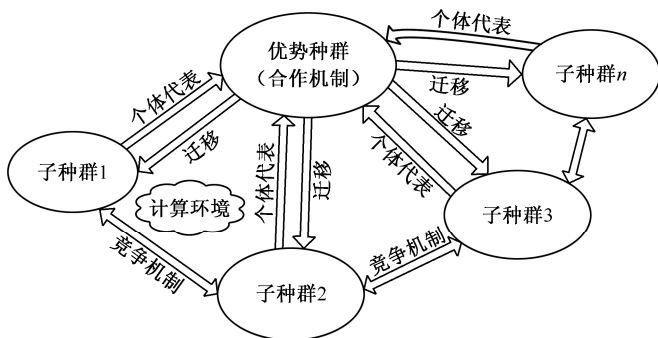 个体代表
优势种群
（合作机制）
迁移
子种群n
个体代表
迁移
迁移
个体代表
子种群1
计算环境
个体代表
迁移
子种群3
竞争机制
竞争机制
子种群2